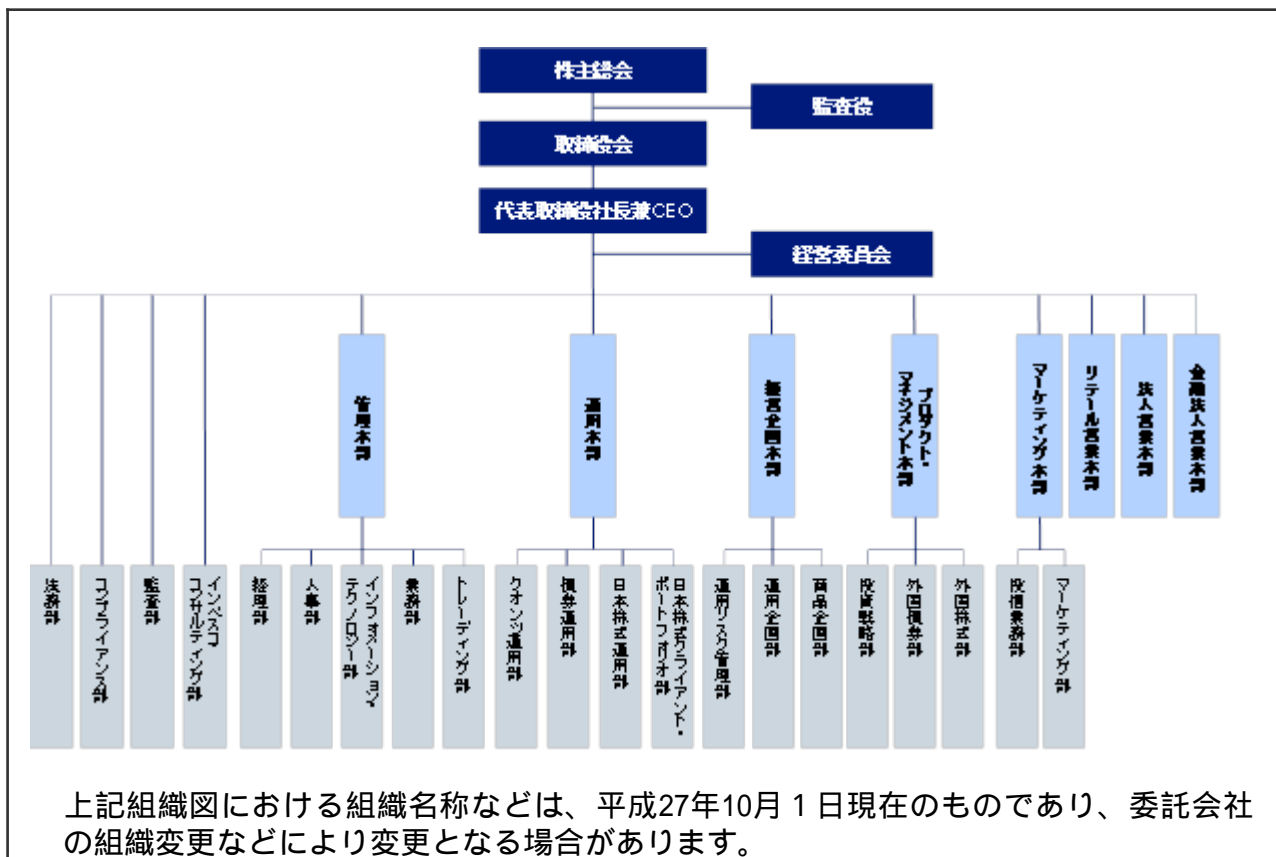 株主総会
監査役
取締役会
代表取締役社長兼CEO
経営委員会
管理本部
運用本部
経営企画本部
プロダクト・
マネジメント本部
マーケティング本部
リテール営業本部
法人営業本部
金融法人営業本部
法務部
コンプライアンス部
監査部
インベスコ
コンサルティング部
経理部
人事部
インフォメーション・
テクノロジー部
業務部
トレーディング部
クオンツ運用部
債券運用部
日本株式運用部
日本株式クライアント・
ポートフォリオ部
運用リスク管理部
運用企画部
商品企画部
投資戦略部
外国債券部
外国株式部
投信業務部
マーケティング部
上記組織図における組織名称などは、平成27年10月1日現在のものであり、委託会社
の組織変更などにより変更となる場合があります。